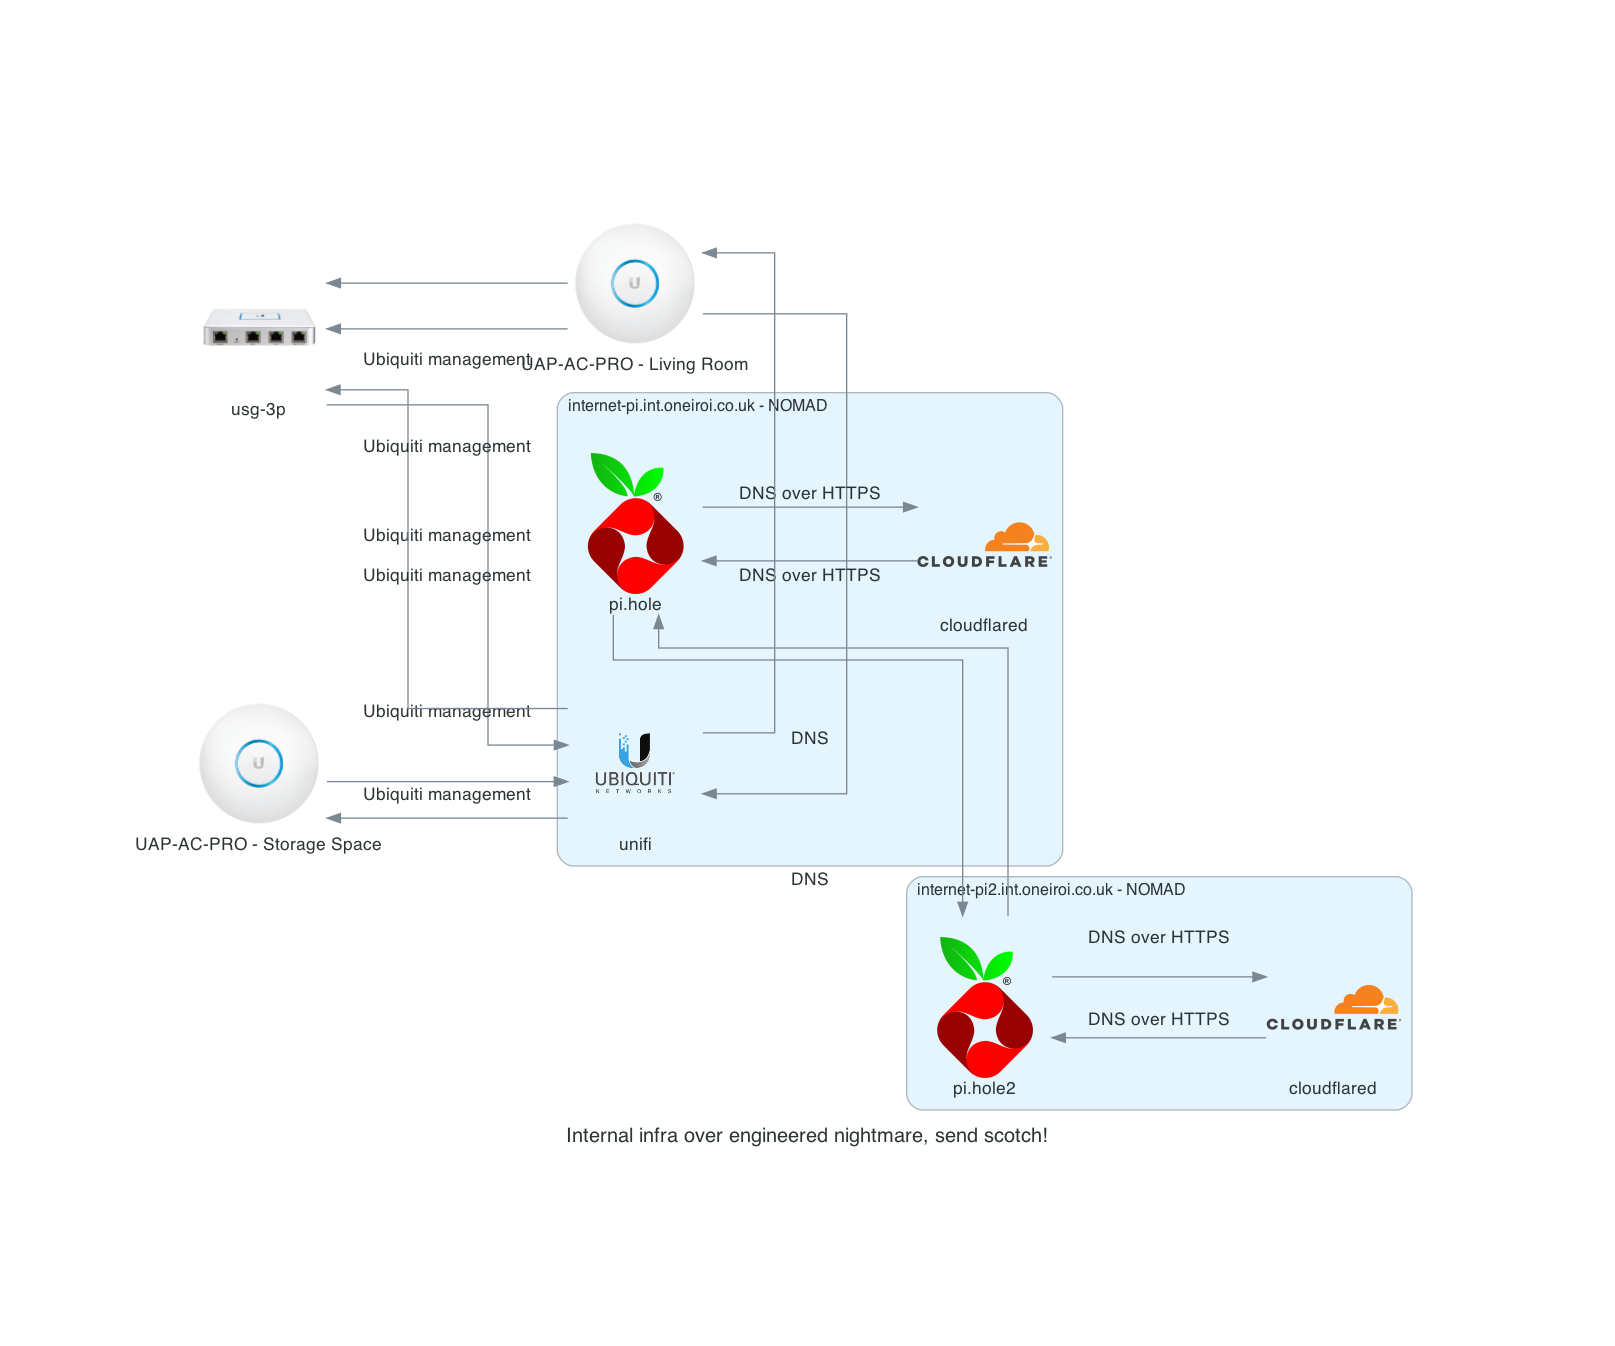 Ubiquiti management
UAP-AC-PRO - Living Room
usg-3p
internet-pi.int.oneiroi.co.uk - NOMAD
Ubiquiti management
DNS over HTTPS
Ubiquiti management
CLOUDFLARE
Ubiquiti management
DNS over HTTPS
pi.hole
cloudflared
Ubiquiti management
DNS
UBIQUITI
NETWORKS
Ubiquiti management
UAP-AC-PRO - Storage Space
unifi
DNS
internet-pi2.int.oneiroi.co.uk - NOMAD
DNS over HTTPS
DNS over HTTPS
CLOUDFLARE
pi.hole2
cloudflared
Internal infra over engineered nightmare, send scotch!